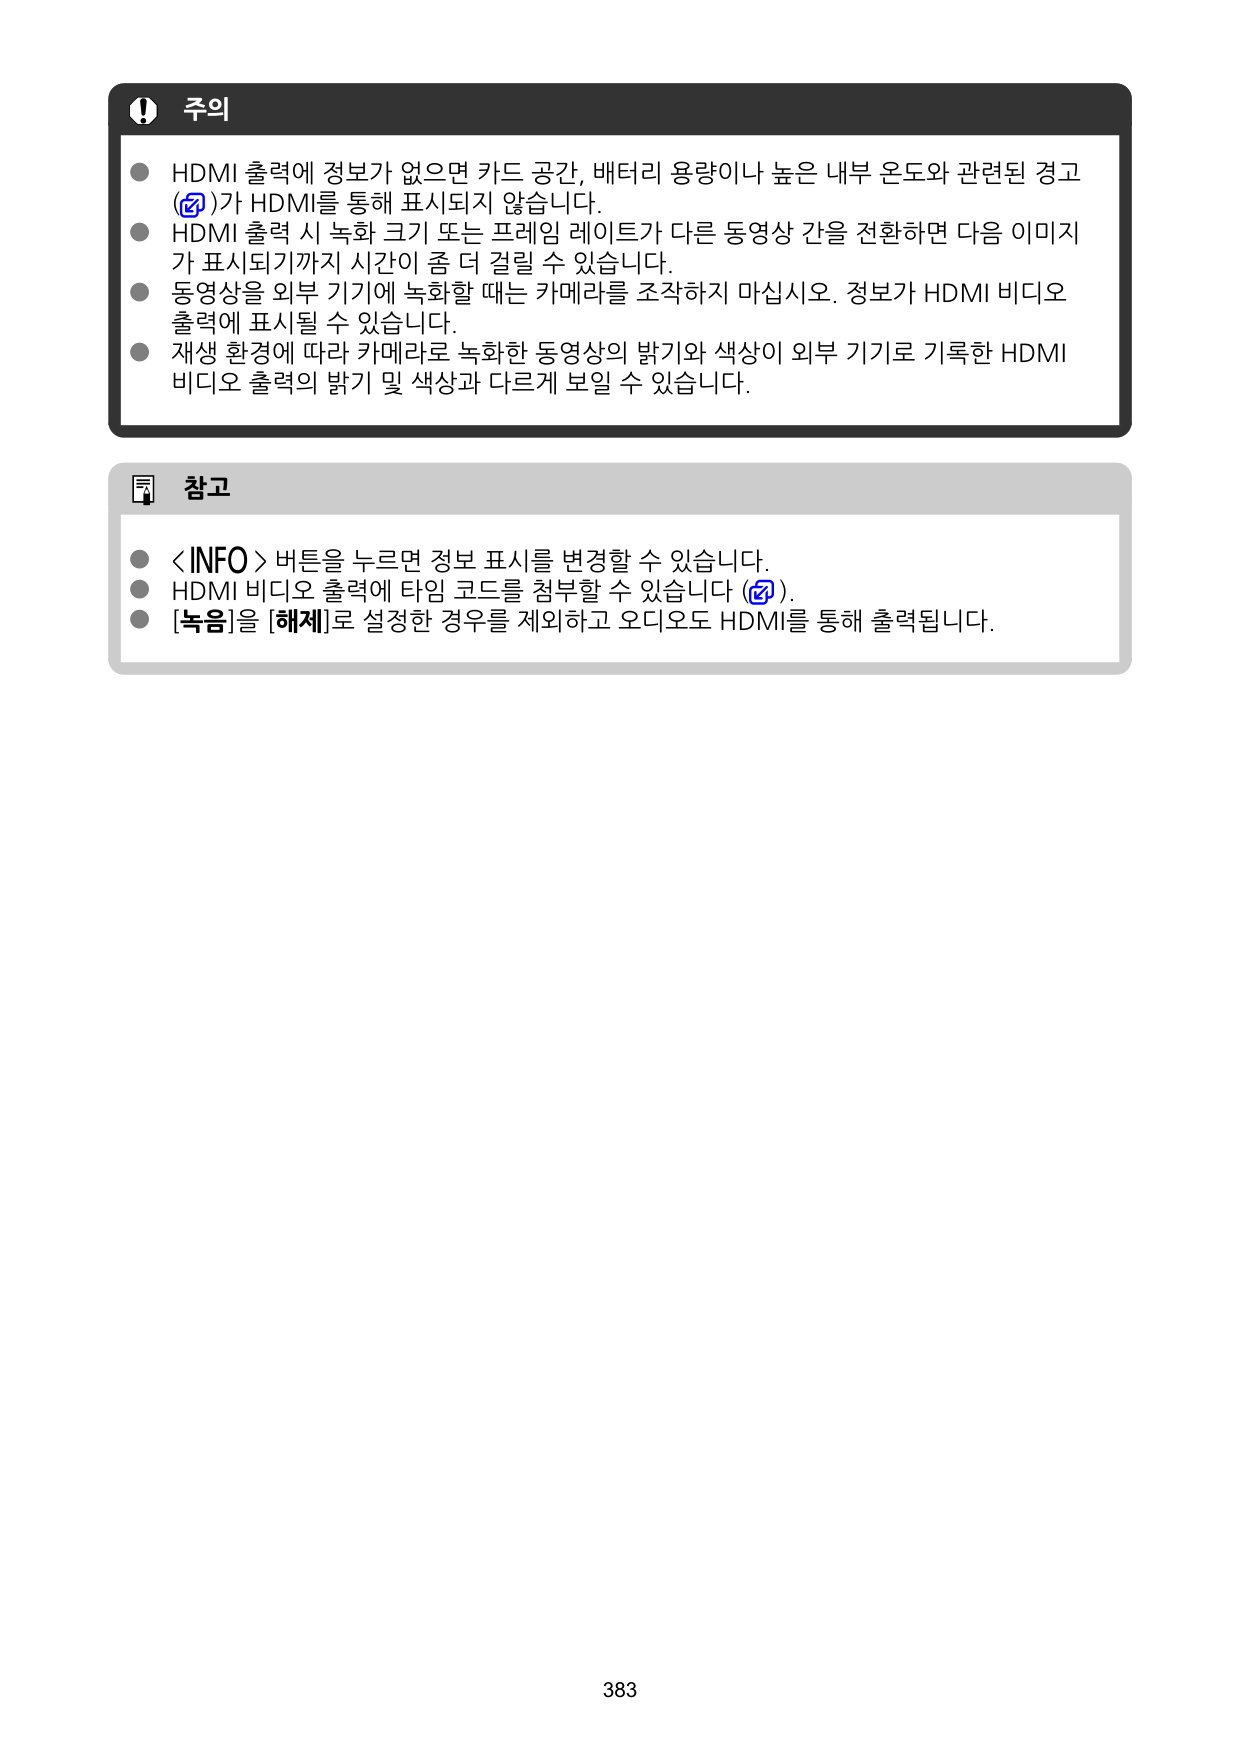 주의
● HDMI 출력에 정보가 없으면 카드 공간, 배터리 용량이나 높은 내부 온도와 관련된 경고
( )가 HDMI를 통해 표시되지 않습니다.
● HDMI 출력 시 녹화 크기 또는 프레임 레이트가 다른 동영상 간을 전환하면 다음 이미지
가 표시되기까지 시간이 좀 더 걸릴 수 있습니다.
● 동영상을 외부 기기에 녹화할 때는 카메라를 조작하지 마십시오. 정보가 HDMI 비디오
출력에 표시될 수 있습니다.
● 재생 환경에 따라 카메라로 녹화한 동영상의 밝기와 색상이 외부 기기로 기록한 HDMI
비디오 출력의 밝기 및 색상과 다르게 보일 수 있습니다.
참고
● <INFO> 버튼을 누르면 정보 표시를 변경할 수 있습니다.
● HDMI 비디오 출력에 타임 코드를 첨부할 수 있습니다 ( ).
● [녹음]을 [해제]로 설정한 경우를 제외하고 오디오도 HDMI를 통해 출력됩니다.
383